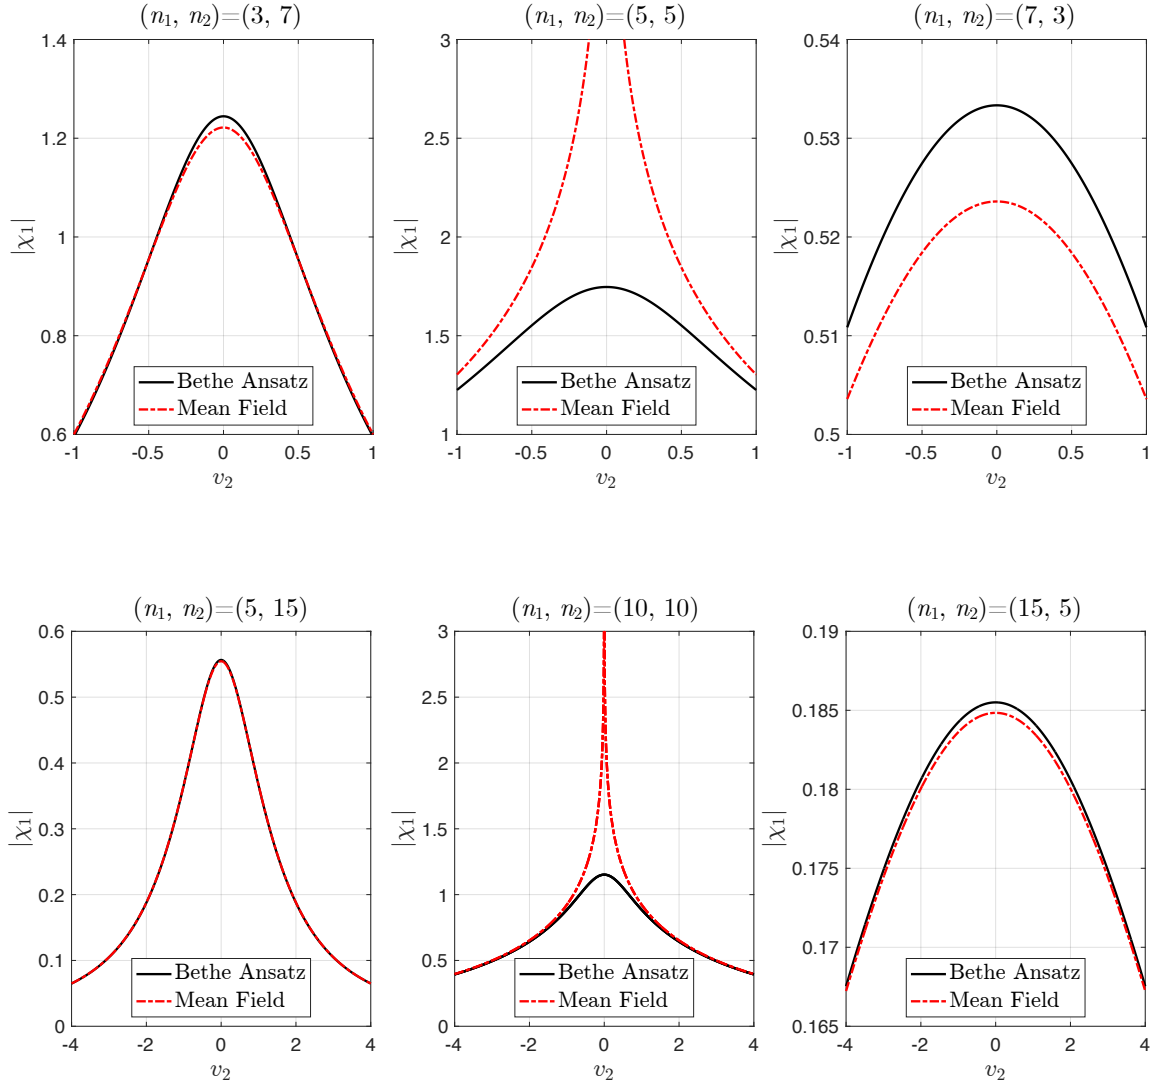 (n₁, n₂)=(3, 7)
|χ₁|
1.4
1.2
1
0.8
0.6
Bethe Ansatz
Mean Field
-1 -0.5 0 0.5 1
v₂
(n₁, n₂)=(5, 5)
|χ₁|
3
2.5
2
1.5
1
Bethe Ansatz
Mean Field
-1 -0.5 0 0.5 1
v₂
(n₁, n₂)=(7, 3)
|χ₁|
0.54
0.53
0.52
0.51
0.5
Bethe Ansatz
Mean Field
-1 -0.5 0 0.5 1
v₂
(n₁, n₂)=(5, 15)
|χ₁|
0.6
0.5
0.4
0.3
0.2
0.1
0
Bethe Ansatz
Mean Field
-4 -2 0 2 4
v₂
(n₁, n₂)=(10, 10)
|χ₁|
3
2.5
2
1.5
1
0.5
0
Bethe Ansatz
Mean Field
-4 -2 0 2 4
v₂
(n₁, n₂)=(15, 5)
|χ₁|
0.19
0.185
0.18
0.175
0.17
0.165
Bethe Ansatz
Mean Field
-4 -2 0 2 4
v₂